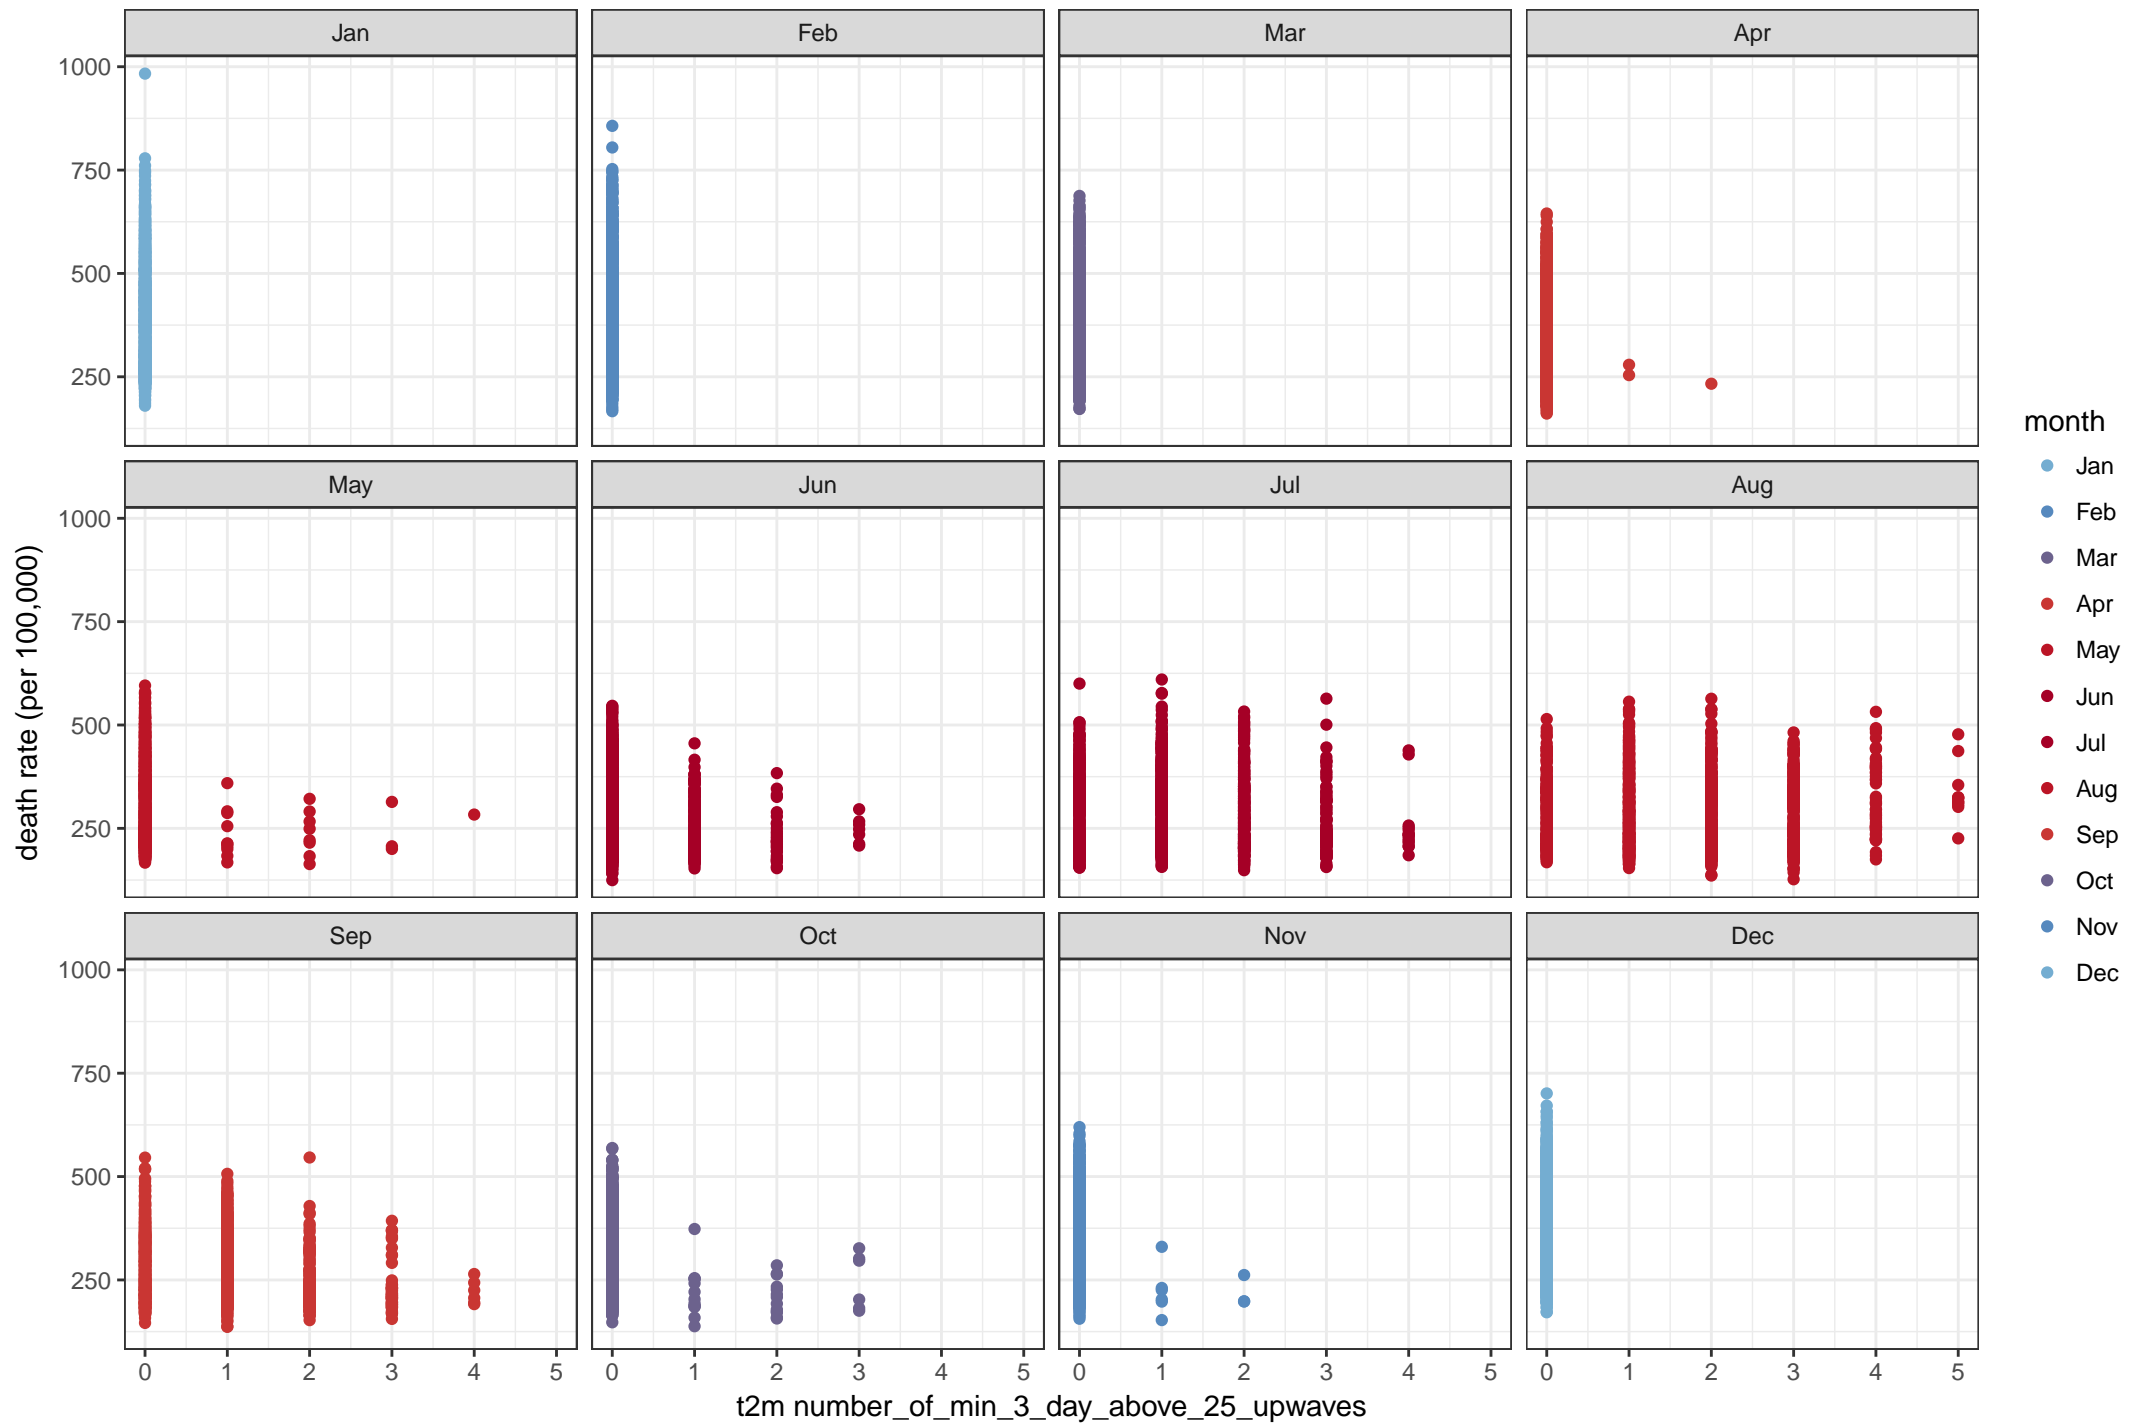 Jan Feb Mar Apr
1000
750
500
250
May Jun Jul Aug
1000
750
500
250
Sep Oct Nov Dec
1000
750
500
250
0 1 2 3 4 5 0 1 2 3 4 5 0 1 2 3 4 5 0 1 2 3 4 5
t2m number_of_min_3_day_above_25_upwaves
death rate (per 100,000)
month
Jan
Feb
Mar
Apr
May
Jun
Jul
Aug
Sep
Oct
Nov
Dec